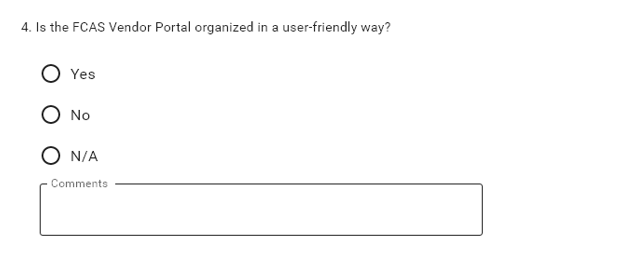 4. Is the FCAS Vendor Portal organized in a user-friendly way?
Yes
No
N/A
Comments